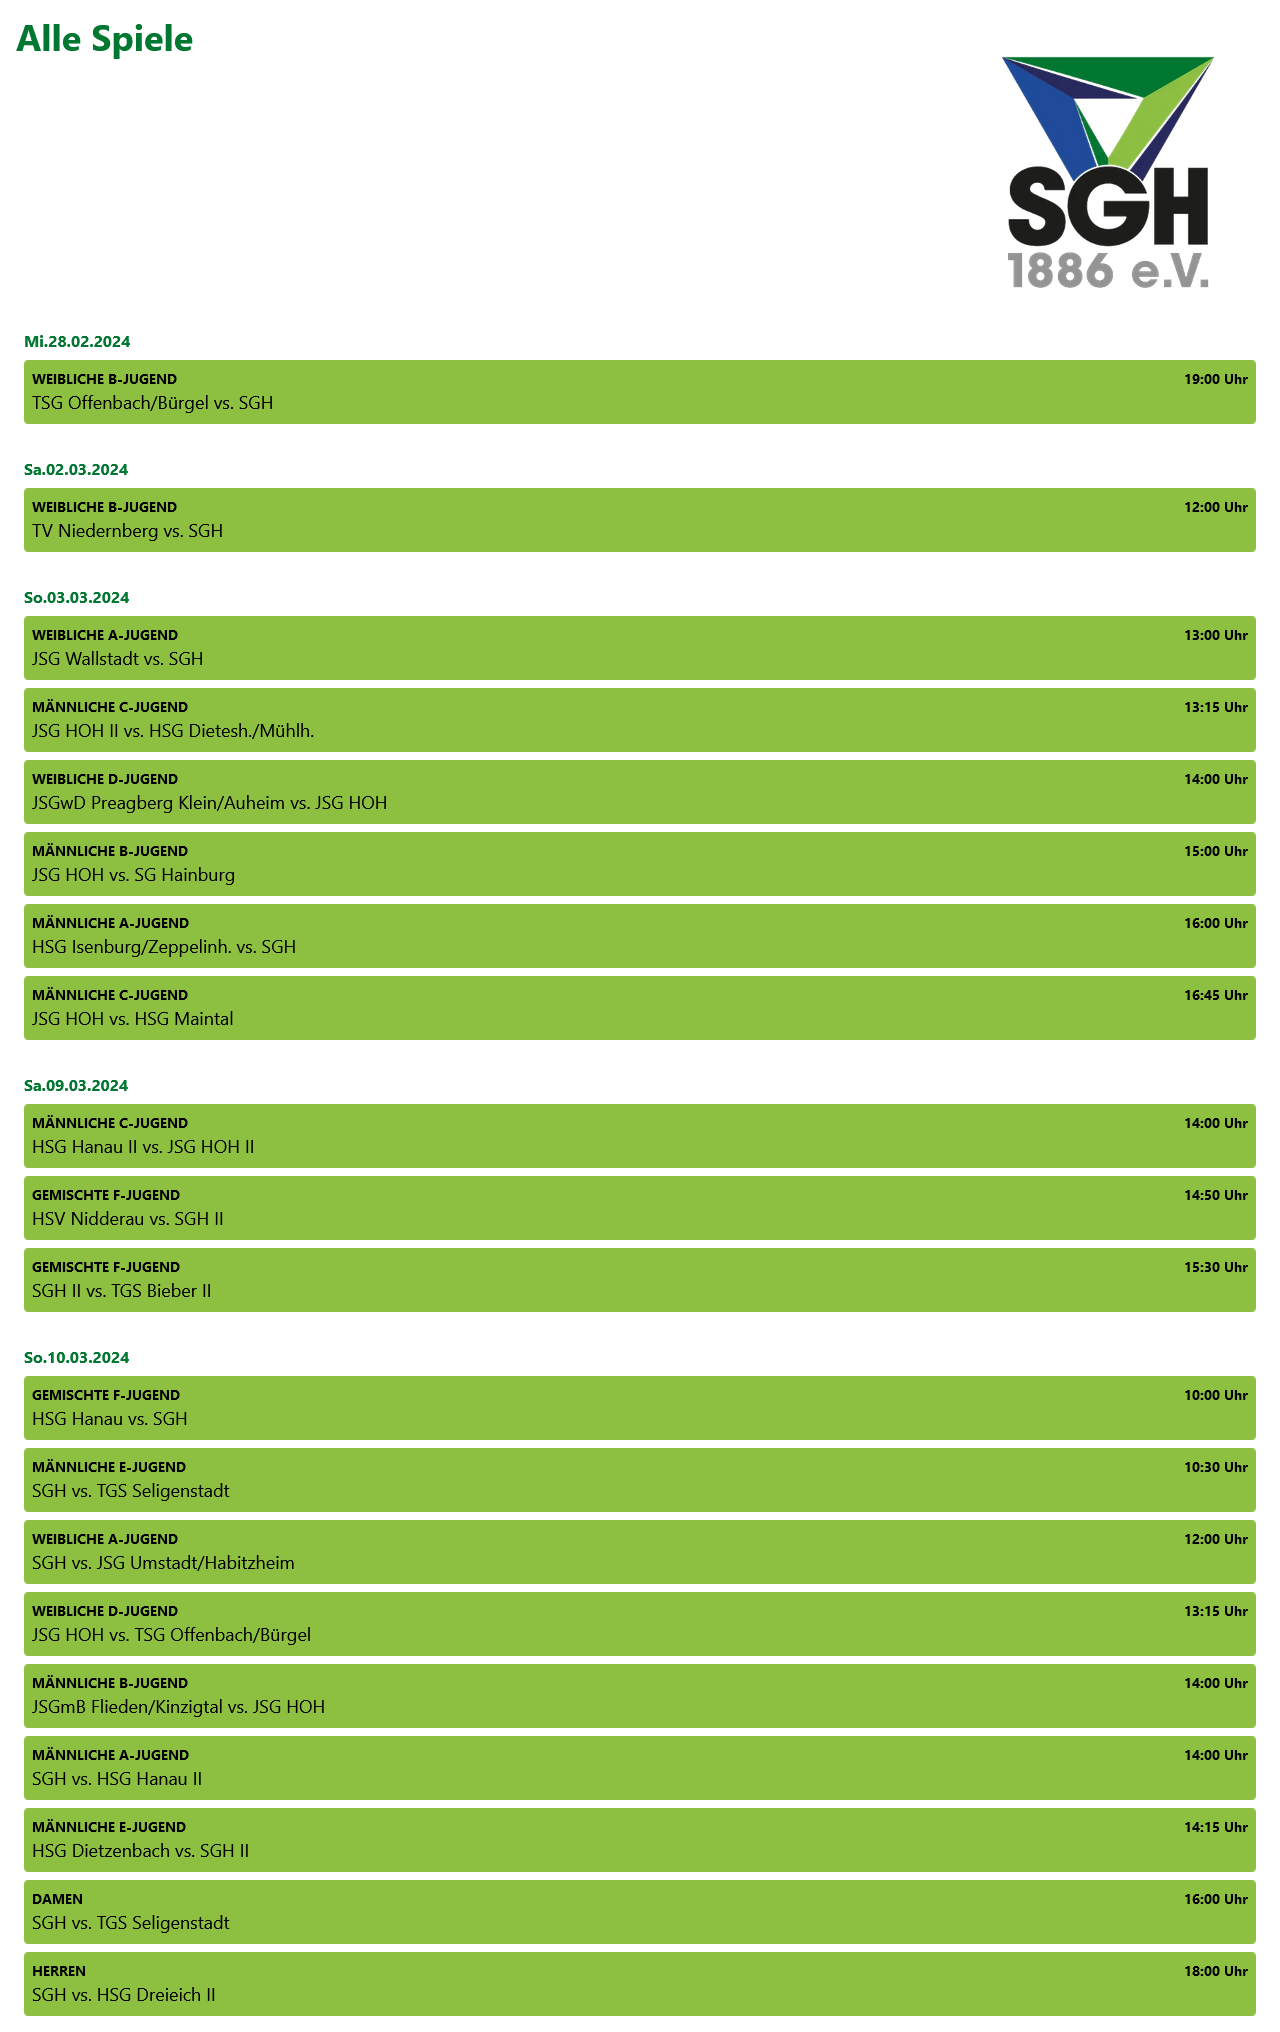 Alle Spiele
SGH
1886 e.V.
Mi.28.02.2024
WEIBLICHE B-JUGEND 19:00 Uhr
TSG Offenbach/Bürgel vs. SGH
Sa.02.03.2024
WEIBLICHE B-JUGEND 12:00 Uhr
TV Niedernberg vs. SGH
So.03.03.2024
WEIBLICHE A-JUGEND 13:00 Uhr
JSG Wallstadt vs. SGH
MÄNNLICHE C-JUGEND 13:15 Uhr
JSG HOH II vs. HSG Dietesh./Mühlh.
WEIBLICHE D-JUGEND 14:00 Uhr
JSGwD Preagberg Klein/Auheim vs. JSG HOH
MÄNNLICHE B-JUGEND 15:00 Uhr
JSG HOH vs. SG Hainburg
MÄNNLICHE A-JUGEND 16:00 Uhr
HSG Isenburg/Zeppelinh. vs. SGH
MÄNNLICHE C-JUGEND 16:45 Uhr
JSG HOH vs. HSG Maintal
Sa.09.03.2024
MÄNNLICHE C-JUGEND 14:00 Uhr
HSG Hanau II vs. JSG HOH II
GEMISCHTE F-JUGEND 14:50 Uhr
HSV Nidderau vs. SGH II
GEMISCHTE F-JUGEND 15:30 Uhr
SGH II vs. TGS Bieber II
So.10.03.2024
GEMISCHTE F-JUGEND 10:00 Uhr
HSG Hanau vs. SGH
MÄNNLICHE E-JUGEND 10:30 Uhr
SGH vs. TGS Seligenstadt
WEIBLICHE A-JUGEND 12:00 Uhr
SGH vs. JSG Umstadt/Habitzheim
WEIBLICHE D-JUGEND 13:15 Uhr
JSG HOH vs. TSG Offenbach/Bürgel
MÄNNLICHE B-JUGEND 14:00 Uhr
JSGmB Flieden/Kinzigtal vs. JSG HOH
MÄNNLICHE A-JUGEND 14:00 Uhr
SGH vs. HSG Hanau II
MÄNNLICHE E-JUGEND 14:15 Uhr
HSG Dietzenbach vs. SGH II
DAMEN 16:00 Uhr
SGH vs. TGS Seligenstadt
HERREN 18:00 Uhr
SGH vs. HSG Dreieich II